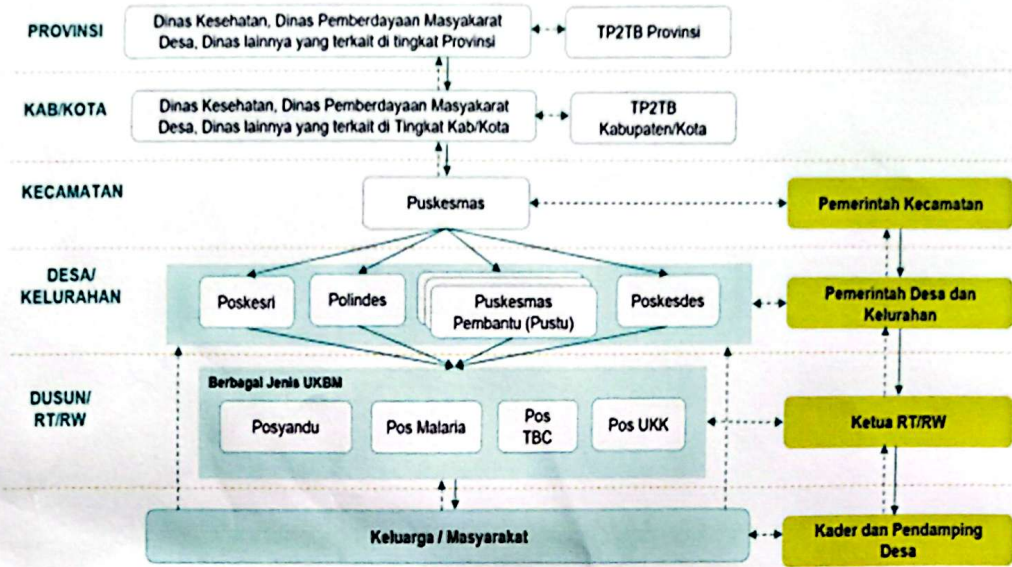 PROVINSI
Dinas Kesehatan, Dinas Pemberdayaan Masyakarat
Desa, Dinas lainnya yang terkait di tingkat Provinsi
TP2TB Provinsi
KAB/KOTA
Dinas Kesehatan, Dinas Pemberdayaan Masyakarat
Desa, Dinas lainnya yang terkait di Tingkat Kab/Kota
TP2TB
Kabupaten/Kota
KECAMATAN
Puskesmas
Pemerintah Kecamatan
DESA/
KELURAHAN
Poskesri
Polindes
Puskesmas
Pembantu (Pustu)
Poskesdes
Pemerintah Desa dan
Kelurahan
DUSUN/
RT/RW
Berbagai Jenis UKBM
Posyandu
Pos Malaria
Pos
TBC
Pos UKK
Ketua RT/RW
Keluarga / Masyarakat
Kader dan Pendamping
Desa